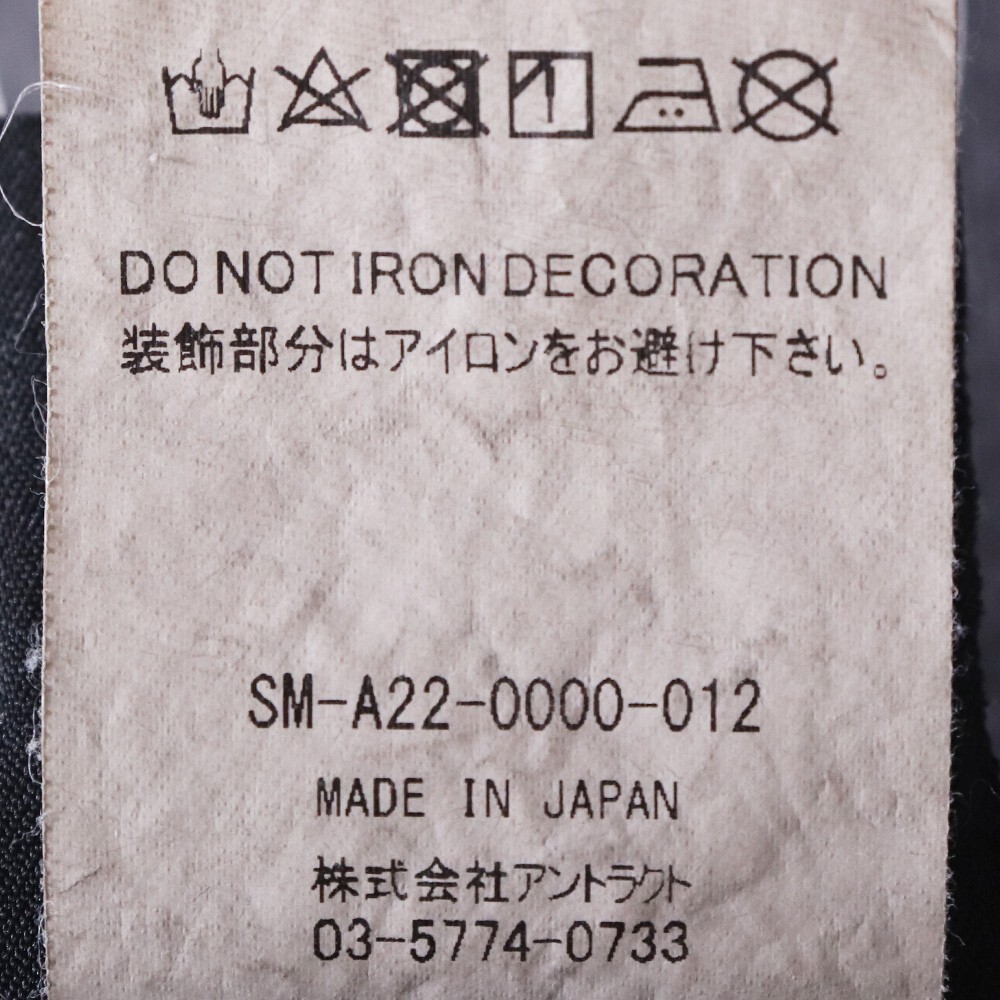 DO NOT IRON DECORATION
装飾部分はアイロンをお避け下さい。
SM-A22-0000-012
MADE IN JAPAN
株式会社アントラクト
03-5774-0733